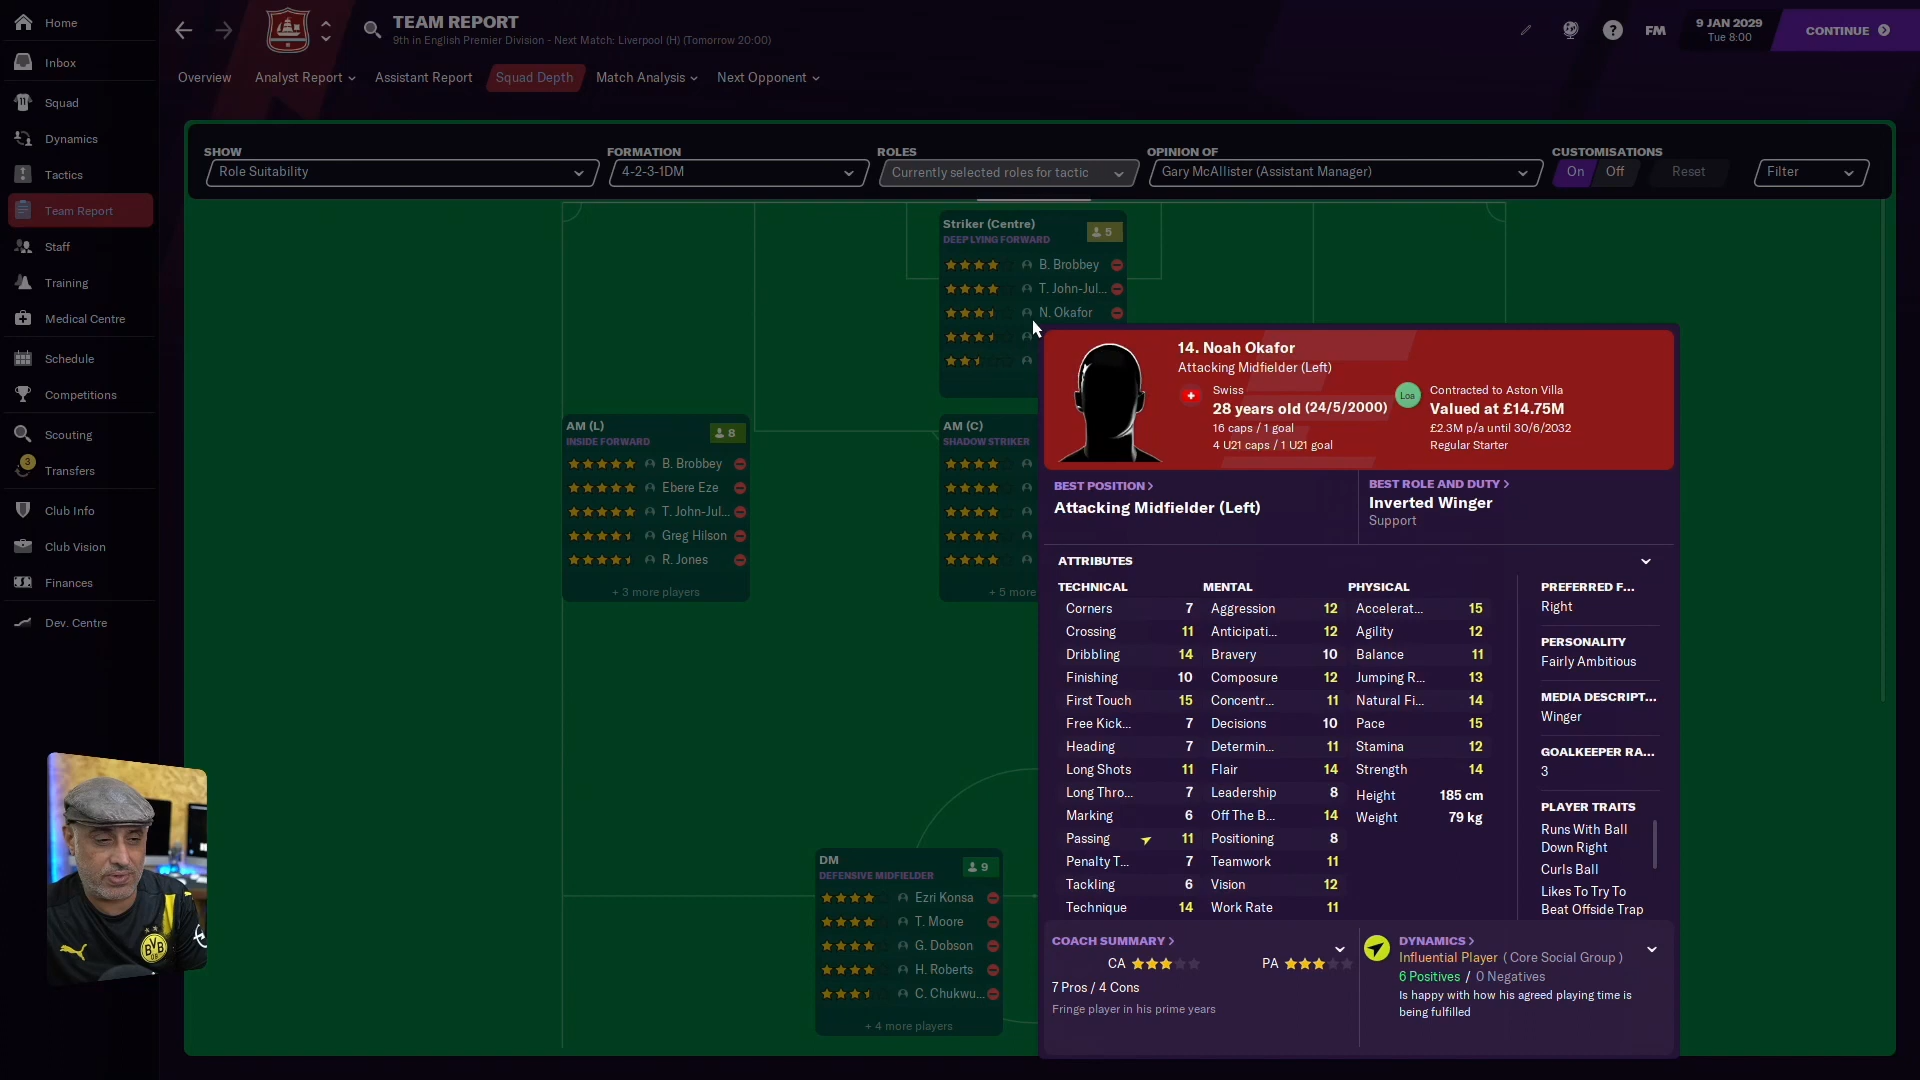 Home
Inbox
Squad
Dynamics
Tactics
Team Report
Staff
Training
Medical Centre
Schedule
Competitions
Scouting
3
Transfers
Club Info
Club Vision
Finances
Dev. Centre
TEAM REPORT
9th in English Premier Division - Next Match: Liverpool (H) (Tomorrow 20:00)
FM
9 JAN 2029
Tue 8:00
CONTINUE
Overview
Analyst Report
Assistant Report
Squad Depth
Match Analysis
Next Opponent
SHOW
Role Suitability
FORMATION
4-2-3-1DM
ROLES
Currently selected roles for tactic
OPINION OF
Gary McAllister (Assistant Manager)
CUSTOMISATIONS
On Off
Reset
Filter
Striker (Centre)
DEEP LYING FORWARD
5
B. Brobbey
T. John-Jul...
N. Okafor
AM (L)
INSIDE FORWARD
8
B. Brobbey
Ebere Eze
T. John-Jul...
Greg Hilson
R. Jones
+ 3 more players
AM (C)
SHADOW STRIKER
+ 5 more
DM
DEFENSIVE MIDFIELDER
9
Ezri Konsa
T. Moore
G. Dobson
H. Roberts
C. Chukwu...
+ 4 more players
14. Noah Okafor
Attacking Midfielder (Left)
Swiss
28 years old (24/5/2000)
16 caps / 1 goal
4 U21 caps / 1 U21 goal
Loa
Contracted to Aston Villa
Valued at £14.75M
£2.3M p/a until 30/6/2032
Regular Starter
BEST POSITION
Attacking Midfielder (Left)
BEST ROLE AND DUTY
Inverted Winger
Support
ATTRIBUTES
TECHNICAL
Corners 7
Crossing 11
Dribbling 14
Finishing 10
First Touch 15
Free Kick... 7
Heading 7
Long Shots 11
Long Thro... 7
Marking 6
Passing 11
Penalty T... 7
Tackling 6
Technique 14
MENTAL
Aggression 12
Anticipati... 12
Bravery 10
Composure 12
Concentr... 11
Decisions 10
Determin... 11
Flair 14
Leadership 8
Off The B... 14
Positioning 8
Teamwork 11
Vision 12
Work Rate 11
PHYSICAL
Accelerat... 15
Agility 12
Balance 11
Jumping R... 13
Natural Fi... 14
Pace 15
Stamina 12
Strength 14
Height 185 cm
Weight 79 kg
PREFERRED F...
Right
PERSONALITY
Fairly Ambitious
MEDIA DESCRIPT...
Winger
GOALKEEPER RA...
3
PLAYER TRAITS
Runs With Ball
Down Right
Curls Ball
Likes To Try To
Beat Offside Trap
COACH SUMMARY
CA
PA
7 Pros / 4 Cons
Fringe player in his prime years
DYNAMICS
Influential Player ( Core Social Group )
6 Positives / 0 Negatives
Is happy with how his agreed playing time is
being fulfilled
BVB
09